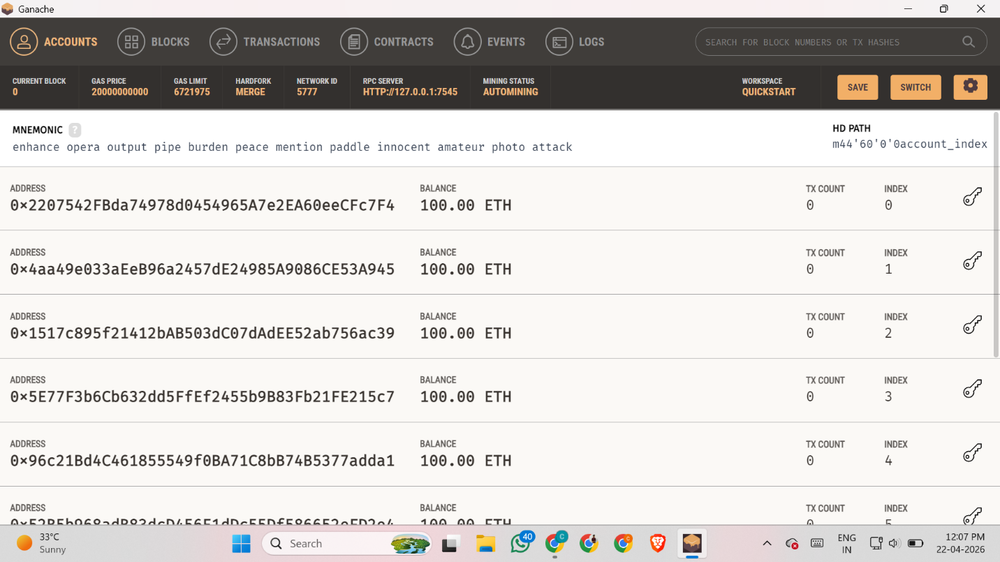 Ganache
ACCOUNTS BLOCKS TRANSACTIONS CONTRACTS EVENTS LOGS SEARCH FOR BLOCK NUMBERS OR TX HASHES
CURRENT BLOCK GAS PRICE GAS LIMIT HARDFORK NETWORK ID RPC SERVER MINING STATUS WORKSPACE
0 20000000000 6721975 MERGE 5777 HTTP://127.0.0.1:7545 AUTOMINING QUICKSTART SAVE SWITCH
MNEMONIC ? HD PATH
enhance opera output pipe burden peace mention paddle innocent amateur photo attack m44'60'0'0account_index
ADDRESS BALANCE TX COUNT INDEX
0×2207542FBda74978d0454965A7e2EA60eeCFc7F4 100.00 ETH 0 0
ADDRESS BALANCE TX COUNT INDEX
0×4aa49e033aEeB96a2457dE24985A9086CE53A945 100.00 ETH 0 1
ADDRESS BALANCE TX COUNT INDEX
0×1517c895f21412bAB503dC07dAdEE52ab756ac39 100.00 ETH 0 2
ADDRESS BALANCE TX COUNT INDEX
0×5E77F3b6Cb632dd5FfEf2455b9B83Fb21FE215c7 100.00 ETH 0 3
ADDRESS BALANCE TX COUNT INDEX
0×96c21Bd4C461855549f0BA71C8bB74B5377adda1 100.00 ETH 0 4
ADDRESS BALANCE TX COUNT INDEX
100.00 ETH 0 5
33°C
Sunny
Search
40
C
C
ENG
IN
12:07 PM
22-04-2026